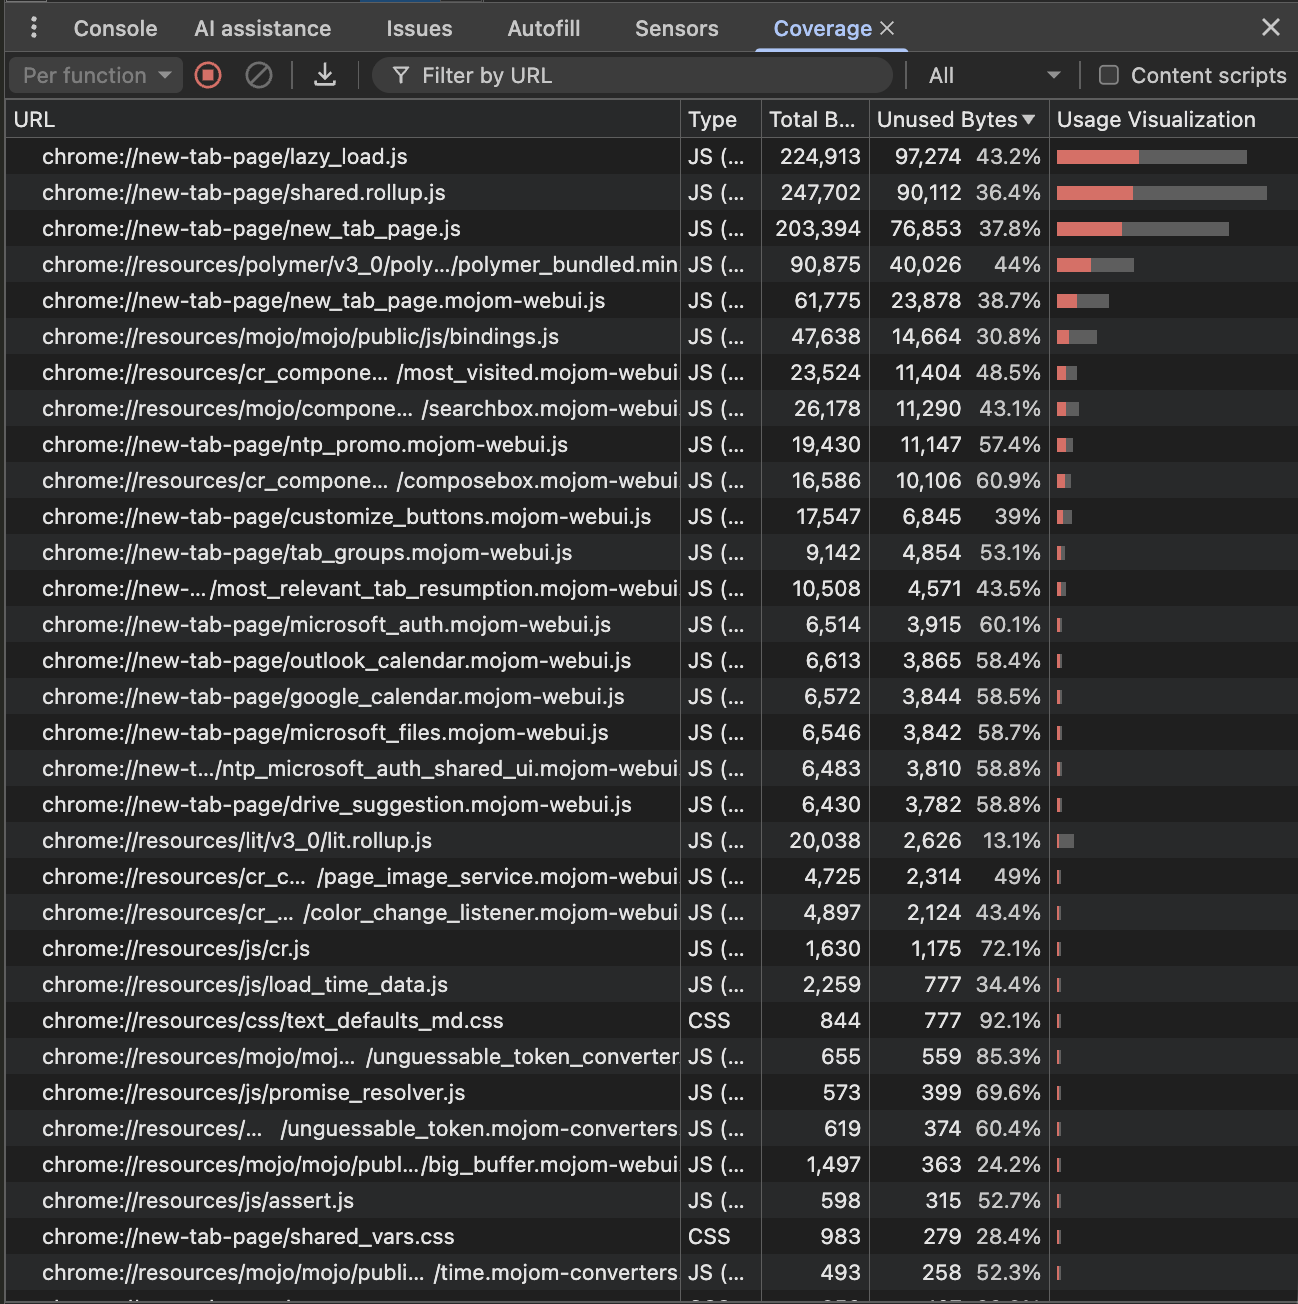 Console AI assistance Issues Autofill Sensors Coverage
Per function Filter by URL All Content scripts
URL Type Total B... Unused Bytes Usage Visualization
chrome://new-tab-page/lazy_load.js JS (... 224,913 97,274 43.2%
chrome://new-tab-page/shared.rollup.js JS (... 247,702 90,112 36.4%
chrome://new-tab-page/new_tab_page.js JS (... 203,394 76,853 37.8%
chrome://resources/polymer/v3_0/poly.../polymer_bundled.min JS (... 90,875 40,026 44%
chrome://new-tab-page/new_tab_page.mojom-webui.js JS (... 61,775 23,878 38.7%
chrome://resources/mojo/mojo/public/js/bindings.js JS (... 47,638 14,664 30.8%
chrome://resources/cr_compone... /most_visited.mojom-webui JS (... 23,524 11,404 48.5%
chrome://resources/mojo/compone... /searchbox.mojom-webui JS (... 26,178 11,290 43.1%
chrome://new-tab-page/ntp_promo.mojom-webui.js JS (... 19,430 11,147 57.4%
chrome://resources/cr_compone... /composebox.mojom-webui JS (... 16,586 10,106 60.9%
chrome://new-tab-page/customize_buttons.mojom-webui.js JS (... 17,547 6,845 39%
chrome://new-tab-page/tab_groups.mojom-webui.js JS (... 9,142 4,854 53.1%
chrome://new-... /most_relevant_tab_resumption.mojom-webui JS (... 10,508 4,571 43.5%
chrome://new-tab-page/microsoft_auth.mojom-webui.js JS (... 6,514 3,915 60.1%
chrome://new-tab-page/outlook_calendar.mojom-webui.js JS (... 6,613 3,865 58.4%
chrome://new-tab-page/google_calendar.mojom-webui.js JS (... 6,572 3,844 58.5%
chrome://new-tab-page/microsoft_files.mojom-webui.js JS (... 6,546 3,842 58.7%
chrome://new-t.../ntp_microsoft_auth_shared_ui.mojom-webui JS (... 6,483 3,810 58.8%
chrome://new-tab-page/drive_suggestion.mojom-webui.js JS (... 6,430 3,782 58.8%
chrome://resources/lit/v3_0/lit.rollup.js JS (... 20,038 2,626 13.1%
chrome://resources/cr_c... /page_image_service.mojom-webui JS (... 4,725 2,314 49%
chrome://resources/cr_... /color_change_listener.mojom-webui JS (... 4,897 2,124 43.4%
chrome://resources/js/cr.js JS (... 1,630 1,175 72.1%
chrome://resources/js/load_time_data.js JS (... 2,259 777 34.4%
chrome://resources/css/text_defaults_md.css CSS 844 777 92.1%
chrome://resources/mojo/moj... /unguessable_token_converter JS (... 655 559 85.3%
chrome://resources/js/promise_resolver.js JS (... 573 399 69.6%
chrome://resources/... /unguessable_token.mojom-converters JS (... 619 374 60.4%
chrome://resources/mojo/mojo/publ.../big_buffer.mojom-webui JS (... 1,497 363 24.2%
chrome://resources/js/assert.js JS (... 598 315 52.7%
chrome://new-tab-page/shared_vars.css CSS 983 279 28.4%
chrome://resources/mojo/mojo/publi... /time.mojom-converters JS (... 493 258 52.3%